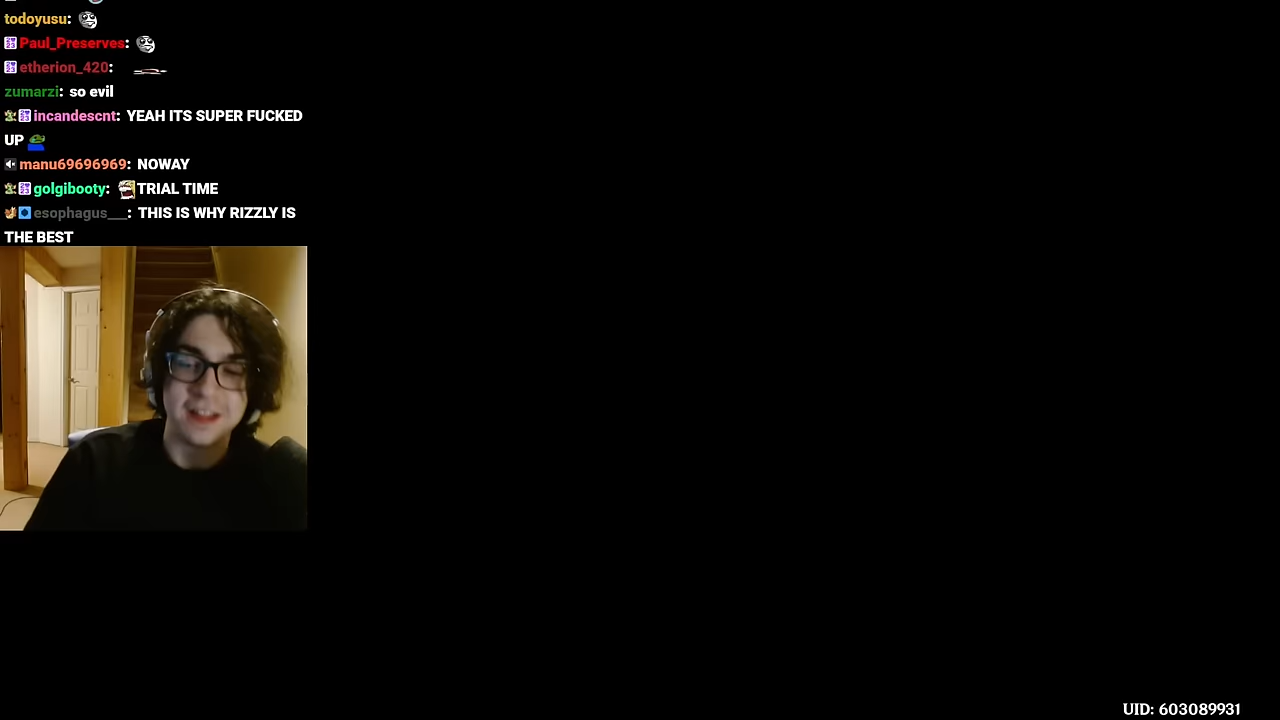 todoyusu:
Paul_Preserves:
etherion_420:
zumarzi: so evil
incandescnt: YEAH ITS SUPER FUCKED
UP
manu69696969: NOWAY
golgibooty: TRIAL TIME
esophagus___: THIS IS WHY RIZZLY IS
THE BEST
UID: 603089931